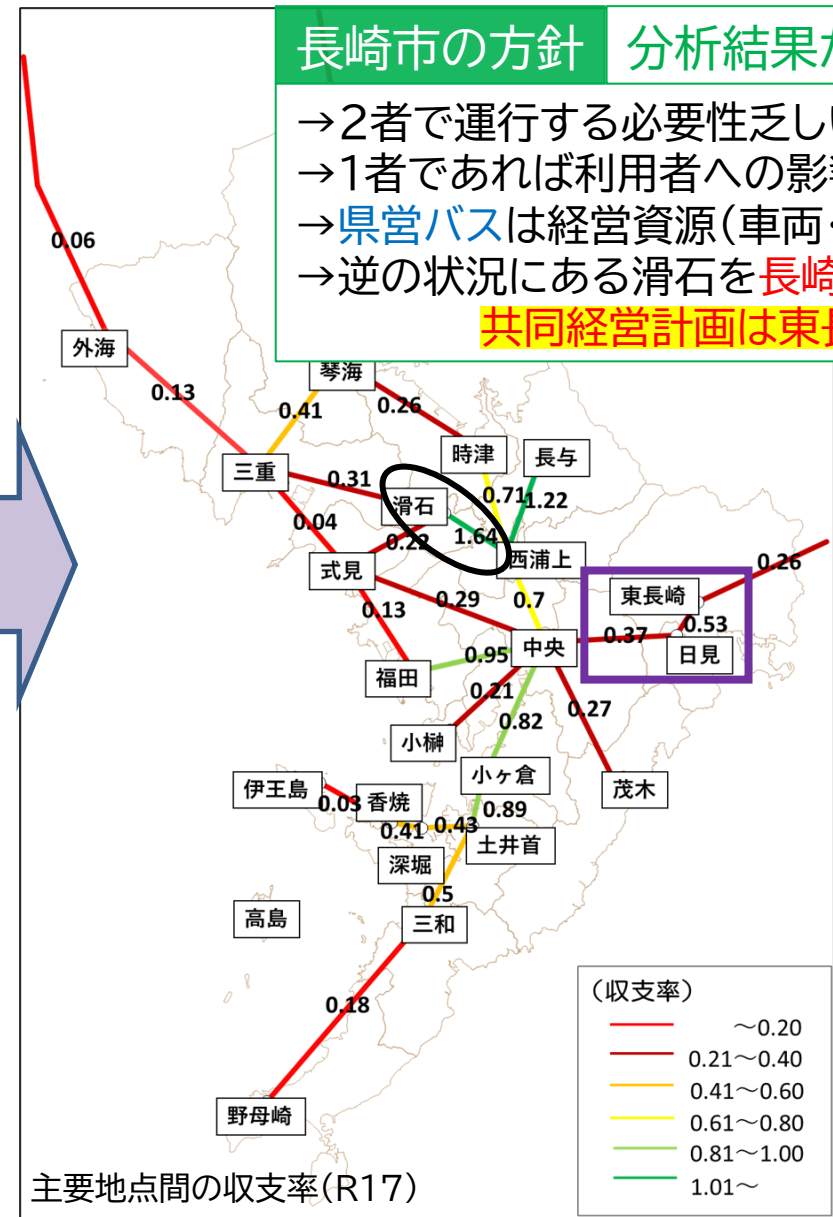 長崎市の方針
分析結果か
→2者で運行する必要性乏しい
→1者であれば利用者への影響
→県営バスは経営資源(車両・
→逆の状況にある滑石を長崎
共同経営計画は東長
0.06
外海
0.13
琴海
0.41
0.26
時津
長与
三重
0.31
滑石
0.71
1.22
0.04
0.22
1.64
西浦上
式見
0.26
東長崎
0.29
0.7
0.13
0.53
0.37
日見
中央
0.95
福田
0.21
0.82
0.27
小榊
小ヶ倉
茂木
伊王島
0.03
香焼
0.89
0.41
0.43
土井首
深堀
0.5
高島
三和
0.18
野母崎
(収支率)
~0.20
0.21~0.40
0.41~0.60
0.61~0.80
0.81~1.00
1.01~
主要地点間の収支率(R17)